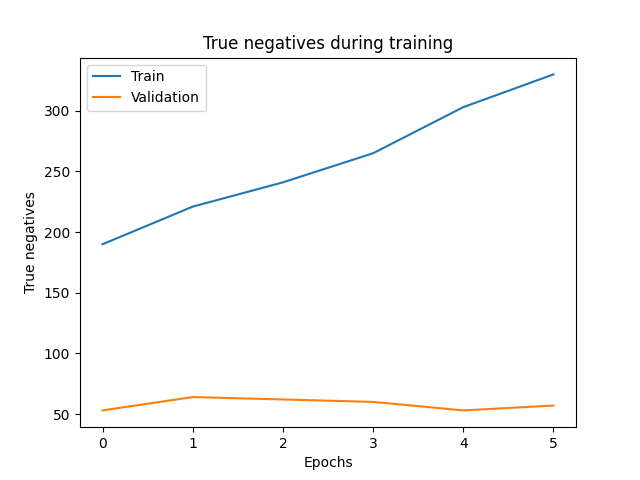 True negatives during training
Train
Validation
True negatives
300
250
200
150
100
50
0 1 2 3 4 5
Epochs